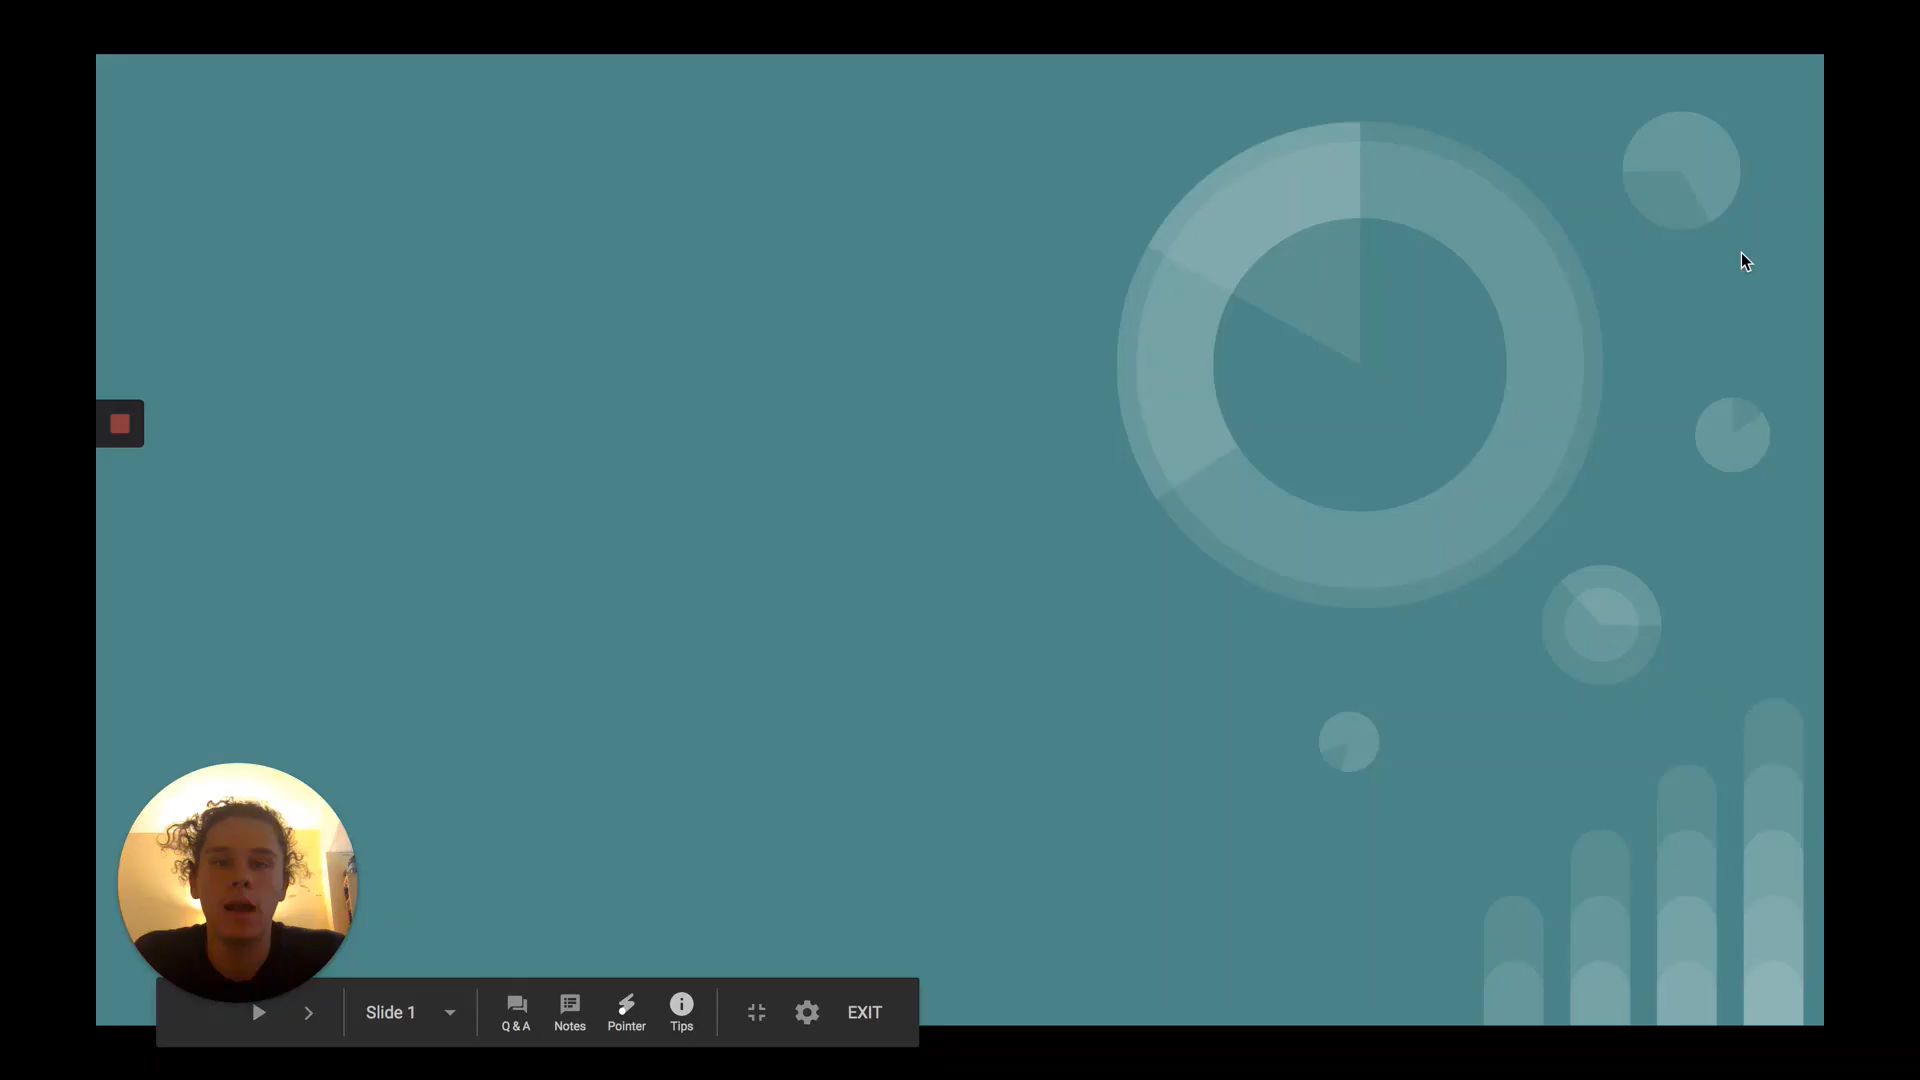 Slide 1
Q & A
Notes
Pointer
Tips
EXIT